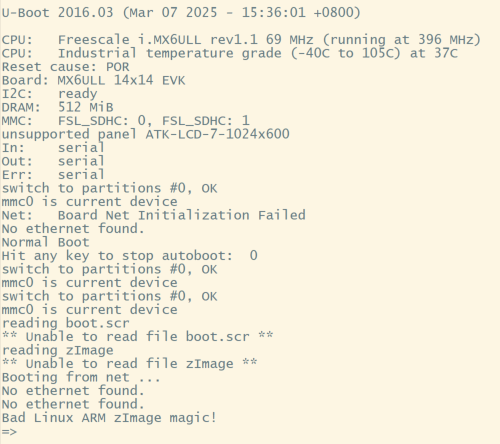 U-Boot 2016.03 (Mar 07 2025 - 15:36:01 +0800)
CPU:   Freescale i.MX6ULL rev1.1 69 MHz (running at 396 MHz)
CPU:   Industrial temperature grade (-40C to 105C) at 37C
Reset cause: POR
Board: MX6ULL 14x14 EVK
I2C:   ready
DRAM:  512 MiB
MMC:   FSL_SDHC: 0, FSL_SDHC: 1
unsupported panel ATK-LCD-7-1024x600
In:    serial
Out:   serial
Err:   serial
switch to partitions #0, OK
mmc0 is current device
Net:   Board Net Initialization Failed
No ethernet found.
Normal Boot
Hit any key to stop autoboot:  0
switch to partitions #0, OK
mmc0 is current device
switch to partitions #0, OK
mmc0 is current device
reading boot.scr
** Unable to read file boot.scr **
reading zImage
** Unable to read file zImage **
Booting from net ...
No ethernet found.
No ethernet found.
Bad Linux ARM zImage magic!
=>